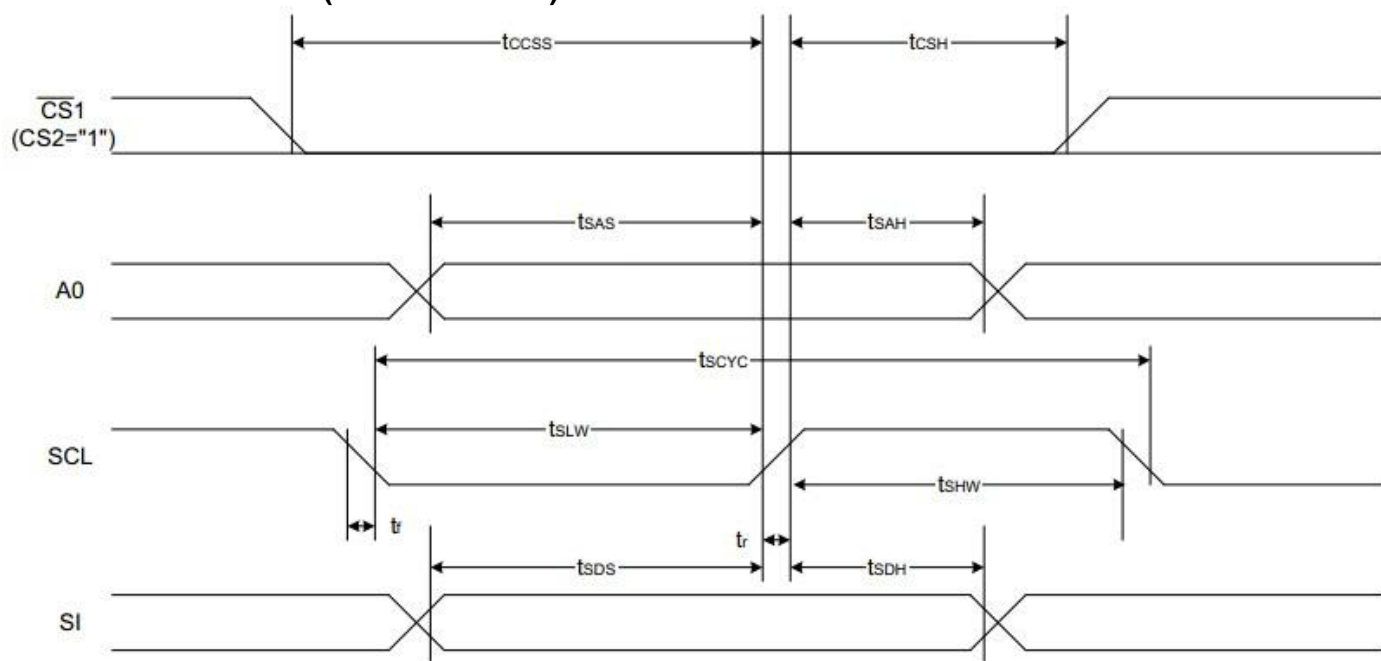 tCCSS
tCSH
CS1
(CS2="1")
tSAS
tSAH
A0
tSCYC
tSLW
SCL
tSHW
tf
tr
tSDS
tSDH
SI